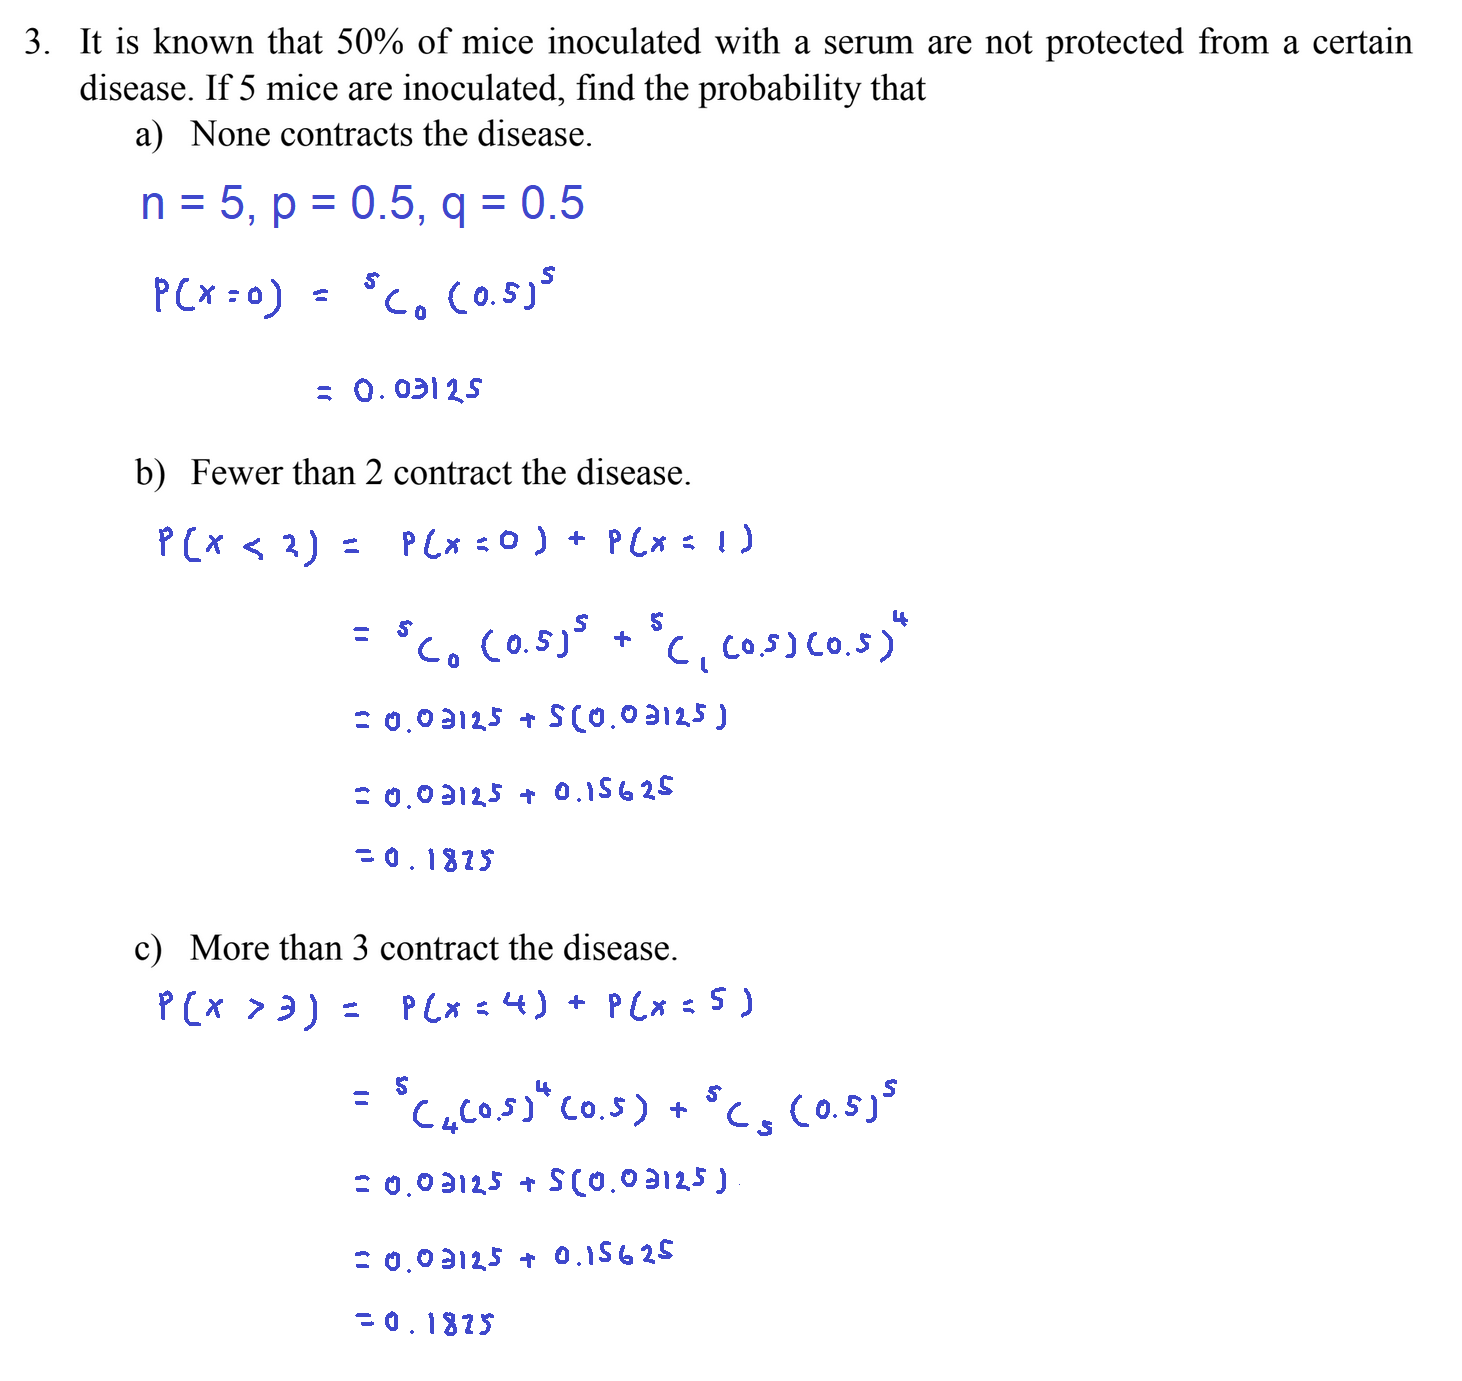 3. It is known that 50% of mice inoculated with a serum are not protected from a certain
disease. If 5 mice are inoculated, find the probability that
a) None contracts the disease.
n = 5, p = 0.5, q = 0.5
P(x=0) = ⁵C₀ (0.5)⁵
= 0.03125
b) Fewer than 2 contract the disease.
P(x < 2) = P(x=0) + P(x=1)
= ⁵C₀ (0.5)⁵ + ⁵C₁ (0.5)(0.5)⁴
= 0.03125 + 5(0.03125)
= 0.03125 + 0.15625
= 0.1875
c) More than 3 contract the disease.
P(x > 3) = P(x=4) + P(x=5)
= ⁵C₄(0.5)⁴(0.5) + ⁵C₅ (0.5)⁵
= 0.03125 + 5(0.03125)
= 0.03125 + 0.15625
= 0.1875